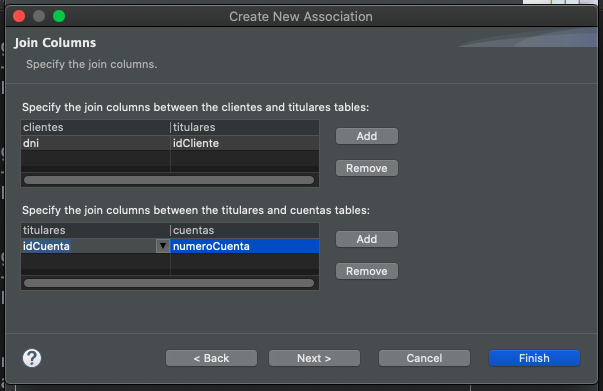 Create New Association
Join Columns
Specify the join columns.
Specify the join columns between the clientes and titulares tables:
clientes titulares
dni idCliente
Add
Remove
Specify the join columns between the titulares and cuentas tables:
titulares cuentas
idCuenta numeroCuenta
Add
Remove
? < Back Next > Cancel Finish